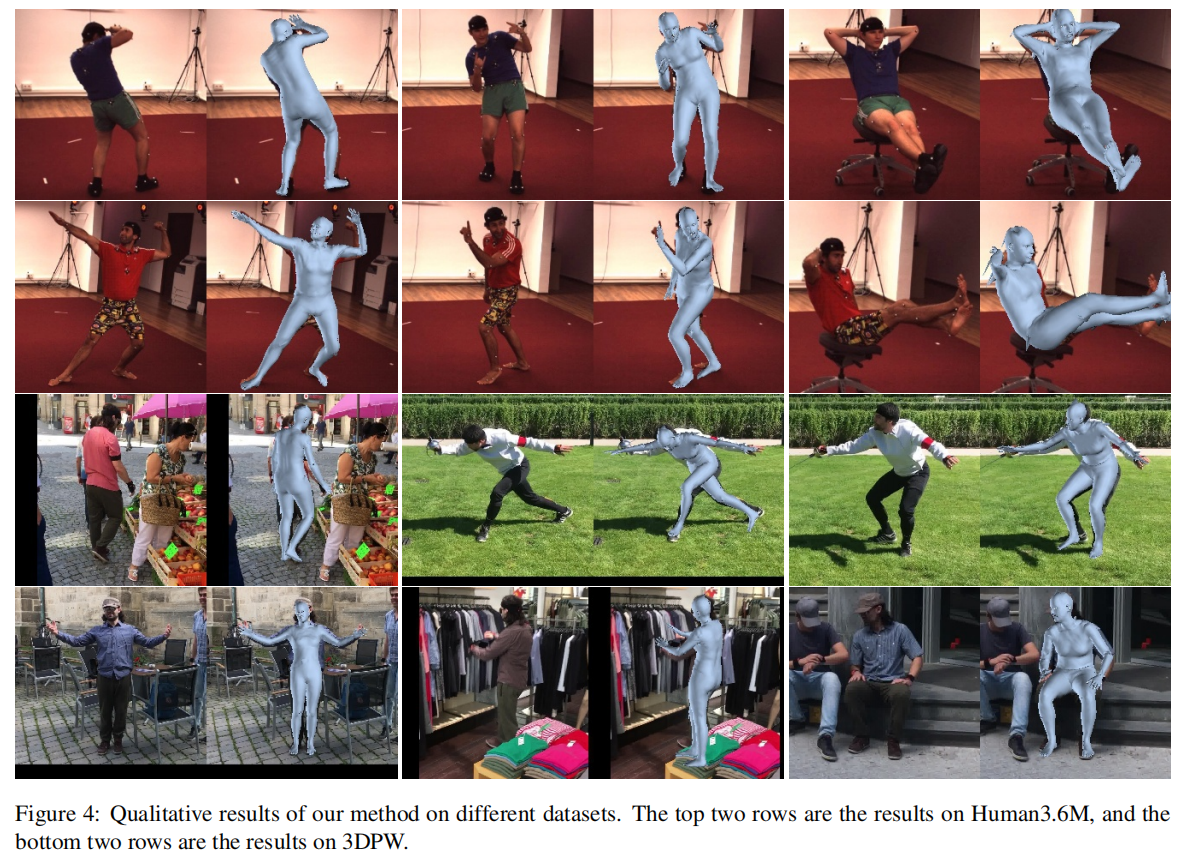 Figure 4: Qualitative results of our method on different datasets. The top two rows are the results on Human3.6M, and the
bottom two rows are the results on 3DPW.